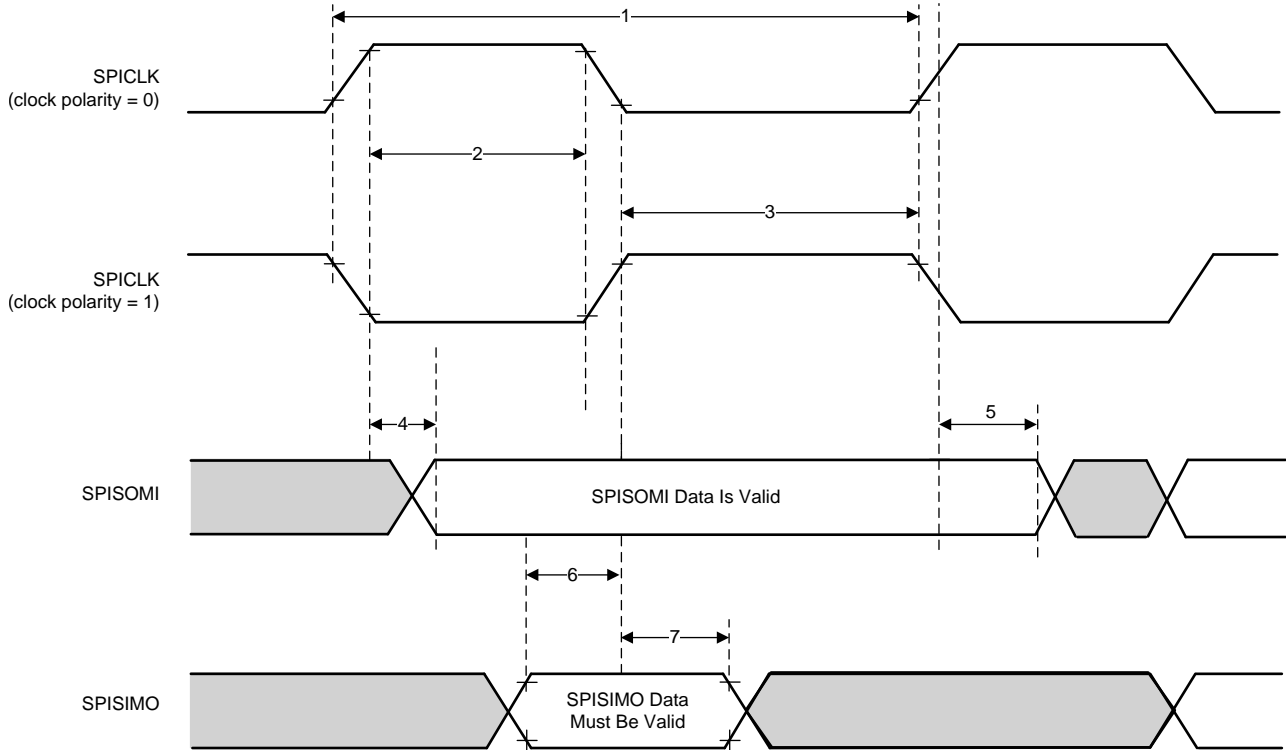 1
SPICLK
(clock polarity = 0)
2
3
SPICLK
(clock polarity = 1)
4
5
SPISOMI
SPISOMI Data Is Valid
6
7
SPISIMO
SPISIMO Data
Must Be Valid